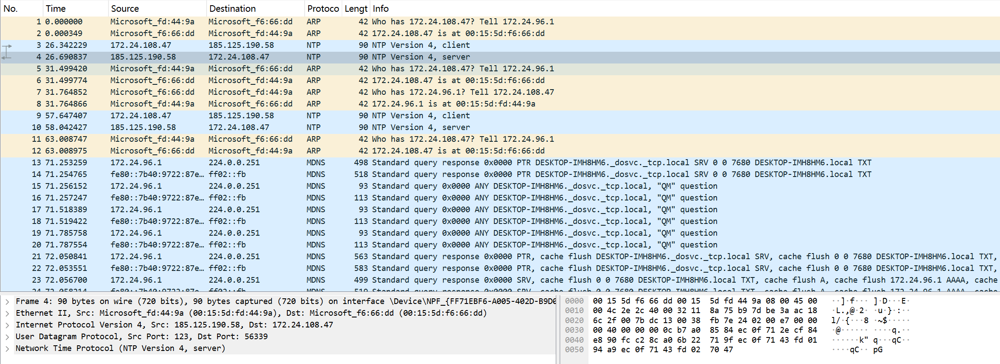 No. Time Source Destination Protoco Lengt Info
1 0.000000 Microsoft_fd:44:9a Microsoft_f6:66:dd ARP 42 Who has 172.24.108.47? Tell 172.24.96.1
2 0.000349 Microsoft_f6:66:dd Microsoft_fd:44:9a ARP 42 172.24.108.47 is at 00:15:5d:f6:66:dd
3 26.342229 172.24.108.47 185.125.190.58 NTP 90 NTP Version 4, client
4 26.690837 185.125.190.58 172.24.108.47 NTP 90 NTP Version 4, server
5 31.499420 Microsoft_fd:44:9a Microsoft_f6:66:dd ARP 42 Who has 172.24.108.47? Tell 172.24.96.1
6 31.499774 Microsoft_f6:66:dd Microsoft_fd:44:9a ARP 42 172.24.108.47 is at 00:15:5d:f6:66:dd
7 31.764852 Microsoft_f6:66:dd Microsoft_fd:44:9a ARP 42 Who has 172.24.96.1? Tell 172.24.108.47
8 31.764866 Microsoft_fd:44:9a Microsoft_f6:66:dd ARP 42 172.24.96.1 is at 00:15:5d:fd:44:9a
9 57.647407 172.24.108.47 185.125.190.58 NTP 90 NTP Version 4, client
10 58.042427 185.125.190.58 172.24.108.47 NTP 90 NTP Version 4, server
11 63.008747 Microsoft_fd:44:9a Microsoft_f6:66:dd ARP 42 Who has 172.24.108.47? Tell 172.24.96.1
12 63.008975 Microsoft_f6:66:dd Microsoft_fd:44:9a ARP 42 172.24.108.47 is at 00:15:5d:f6:66:dd
13 71.253259 172.24.96.1 224.0.0.251 MDNS 498 Standard query response 0x0000 PTR DESKTOP-IMH8HM6._dosvc._tcp.local SRV 0 0 7680 DESKTOP-IMH8HM6.local TXT
14 71.254765 fe80::7b40:9722:87e… ff02::fb MDNS 518 Standard query response 0x0000 PTR DESKTOP-IMH8HM6._dosvc._tcp.local SRV 0 0 7680 DESKTOP-IMH8HM6.local TXT
15 71.256152 172.24.96.1 224.0.0.251 MDNS 93 Standard query 0x0000 ANY DESKTOP-IMH8HM6._dosvc._tcp.local, "QM" question
16 71.257247 fe80::7b40:9722:87e… ff02::fb MDNS 113 Standard query 0x0000 ANY DESKTOP-IMH8HM6._dosvc._tcp.local, "QM" question
17 71.518389 172.24.96.1 224.0.0.251 MDNS 93 Standard query 0x0000 ANY DESKTOP-IMH8HM6._dosvc._tcp.local, "QM" question
18 71.519422 fe80::7b40:9722:87e… ff02::fb MDNS 113 Standard query 0x0000 ANY DESKTOP-IMH8HM6._dosvc._tcp.local, "QM" question
19 71.785758 172.24.96.1 224.0.0.251 MDNS 93 Standard query 0x0000 ANY DESKTOP-IMH8HM6._dosvc._tcp.local, "QM" question
20 71.787554 fe80::7b40:9722:87e… ff02::fb MDNS 113 Standard query 0x0000 ANY DESKTOP-IMH8HM6._dosvc._tcp.local, "QM" question
21 72.050841 172.24.96.1 224.0.0.251 MDNS 563 Standard query response 0x0000 PTR, cache flush DESKTOP-IMH8HM6._dosvc._tcp.local SRV, cache flush 0 0 7680 DESKTOP-IMH8HM6.local TXT,
22 72.053551 fe80::7b40:9722:87e… ff02::fb MDNS 583 Standard query response 0x0000 PTR, cache flush DESKTOP-IMH8HM6._dosvc._tcp.local SRV, cache flush 0 0 7680 DESKTOP-IMH8HM6.local TXT,
23 72.056700 172.24.96.1 224.0.0.251 MDNS 499 Standard query response 0x0000 SRV, cache flush 0 0 7680 DESKTOP-IMH8HM6.local TXT, cache flush A, cache flush 172.24.96.1 AAAA, cache
24 72.058214 fe80::7b40:9722:87e… ff02::fb MDNS 519 Standard query response 0x0000 SRV, cache flush 0 0 7680 DESKTOP-IMH8HM6.local TXT, cache flush A, cache flush 172.24.96.1 AAAA, cache
Frame 4: 90 bytes on wire (720 bits), 90 bytes captured (720 bits) on interface \Device\NPF_{FF71EBF6-A005-402D-B9D0
Ethernet II, Src: Microsoft_fd:44:9a (00:15:5d:fd:44:9a), Dst: Microsoft_f6:66:dd (00:15:5d:f6:66:dd)
Internet Protocol Version 4, Src: 185.125.190.58, Dst: 172.24.108.47
User Datagram Protocol, Src Port: 123, Dst Port: 56339
Network Time Protocol (NTP Version 4, server)
0000 00 15 5d f6 66 dd 00 15 5d fd 44 9a 08 00 45 00 ··]·f··· ]·D···E·
0010 00 4c 2e 2c 40 00 32 11 8a 75 b9 7d be 3a ac 18 ·L.,@·2· ·u·}·:··
0020 6c 2f 00 7b dc 13 00 38 fb 7e 24 02 00 e7 00 00 l/·{···8 ·~$·····
0030 00 40 00 00 00 0c b7 a0 85 84 ec 0f 71 2e cf 84 ·@······ ····q.··
0040 e8 90 fc c2 8c a0 6b 22 71 9f ec 0f 71 43 fd 01 ······k" q···qC··
0050 94 a9 ec 0f 71 43 fd 02 70 47 ····qC·· pG